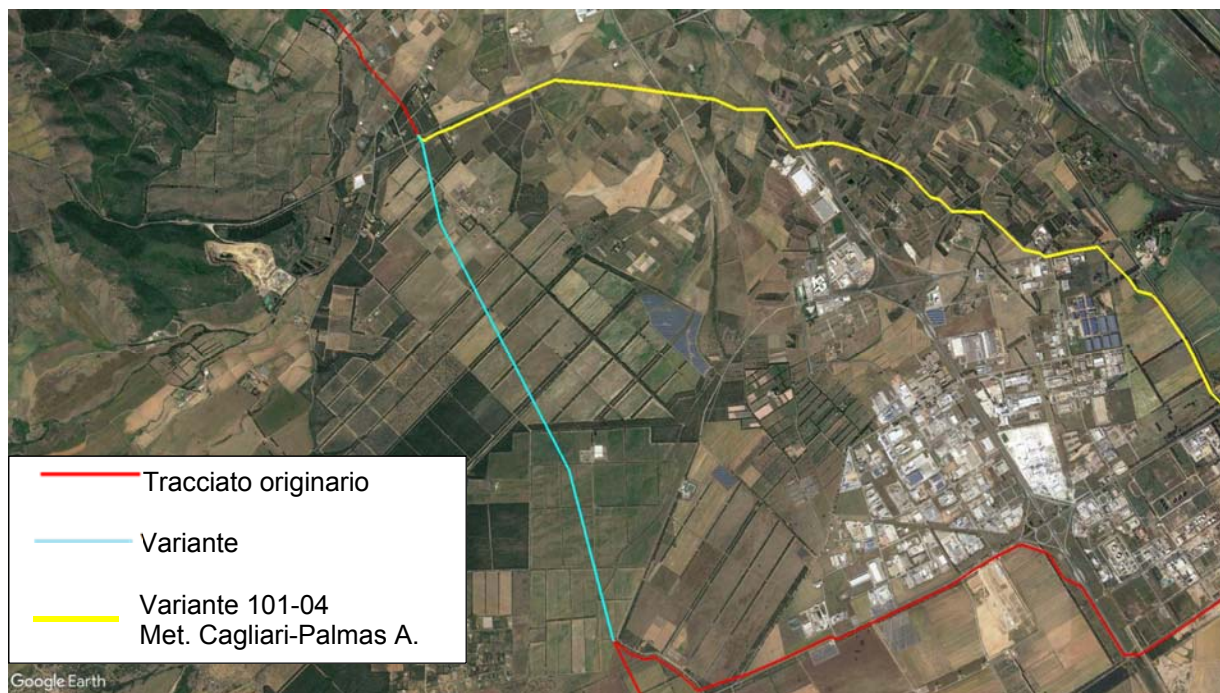 Tracciato originario
Variante
Variante 101-04
Met. Cagliari-Palmas A.
Google Earth